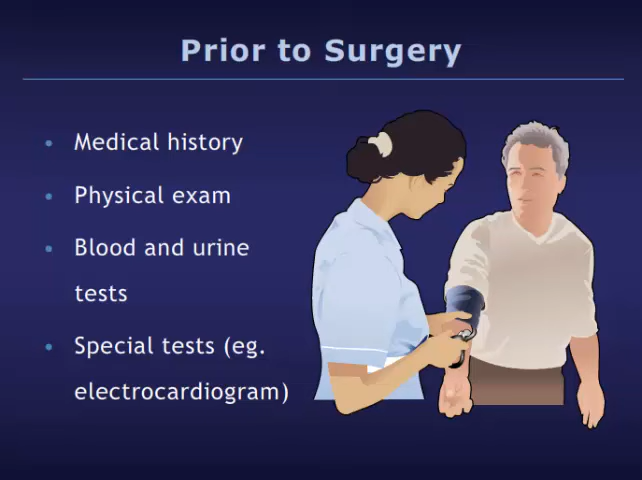 Prior to Surgery
• Medical history
• Physical exam
• Blood and urine
tests
• Special tests (eg.
electrocardiogram)